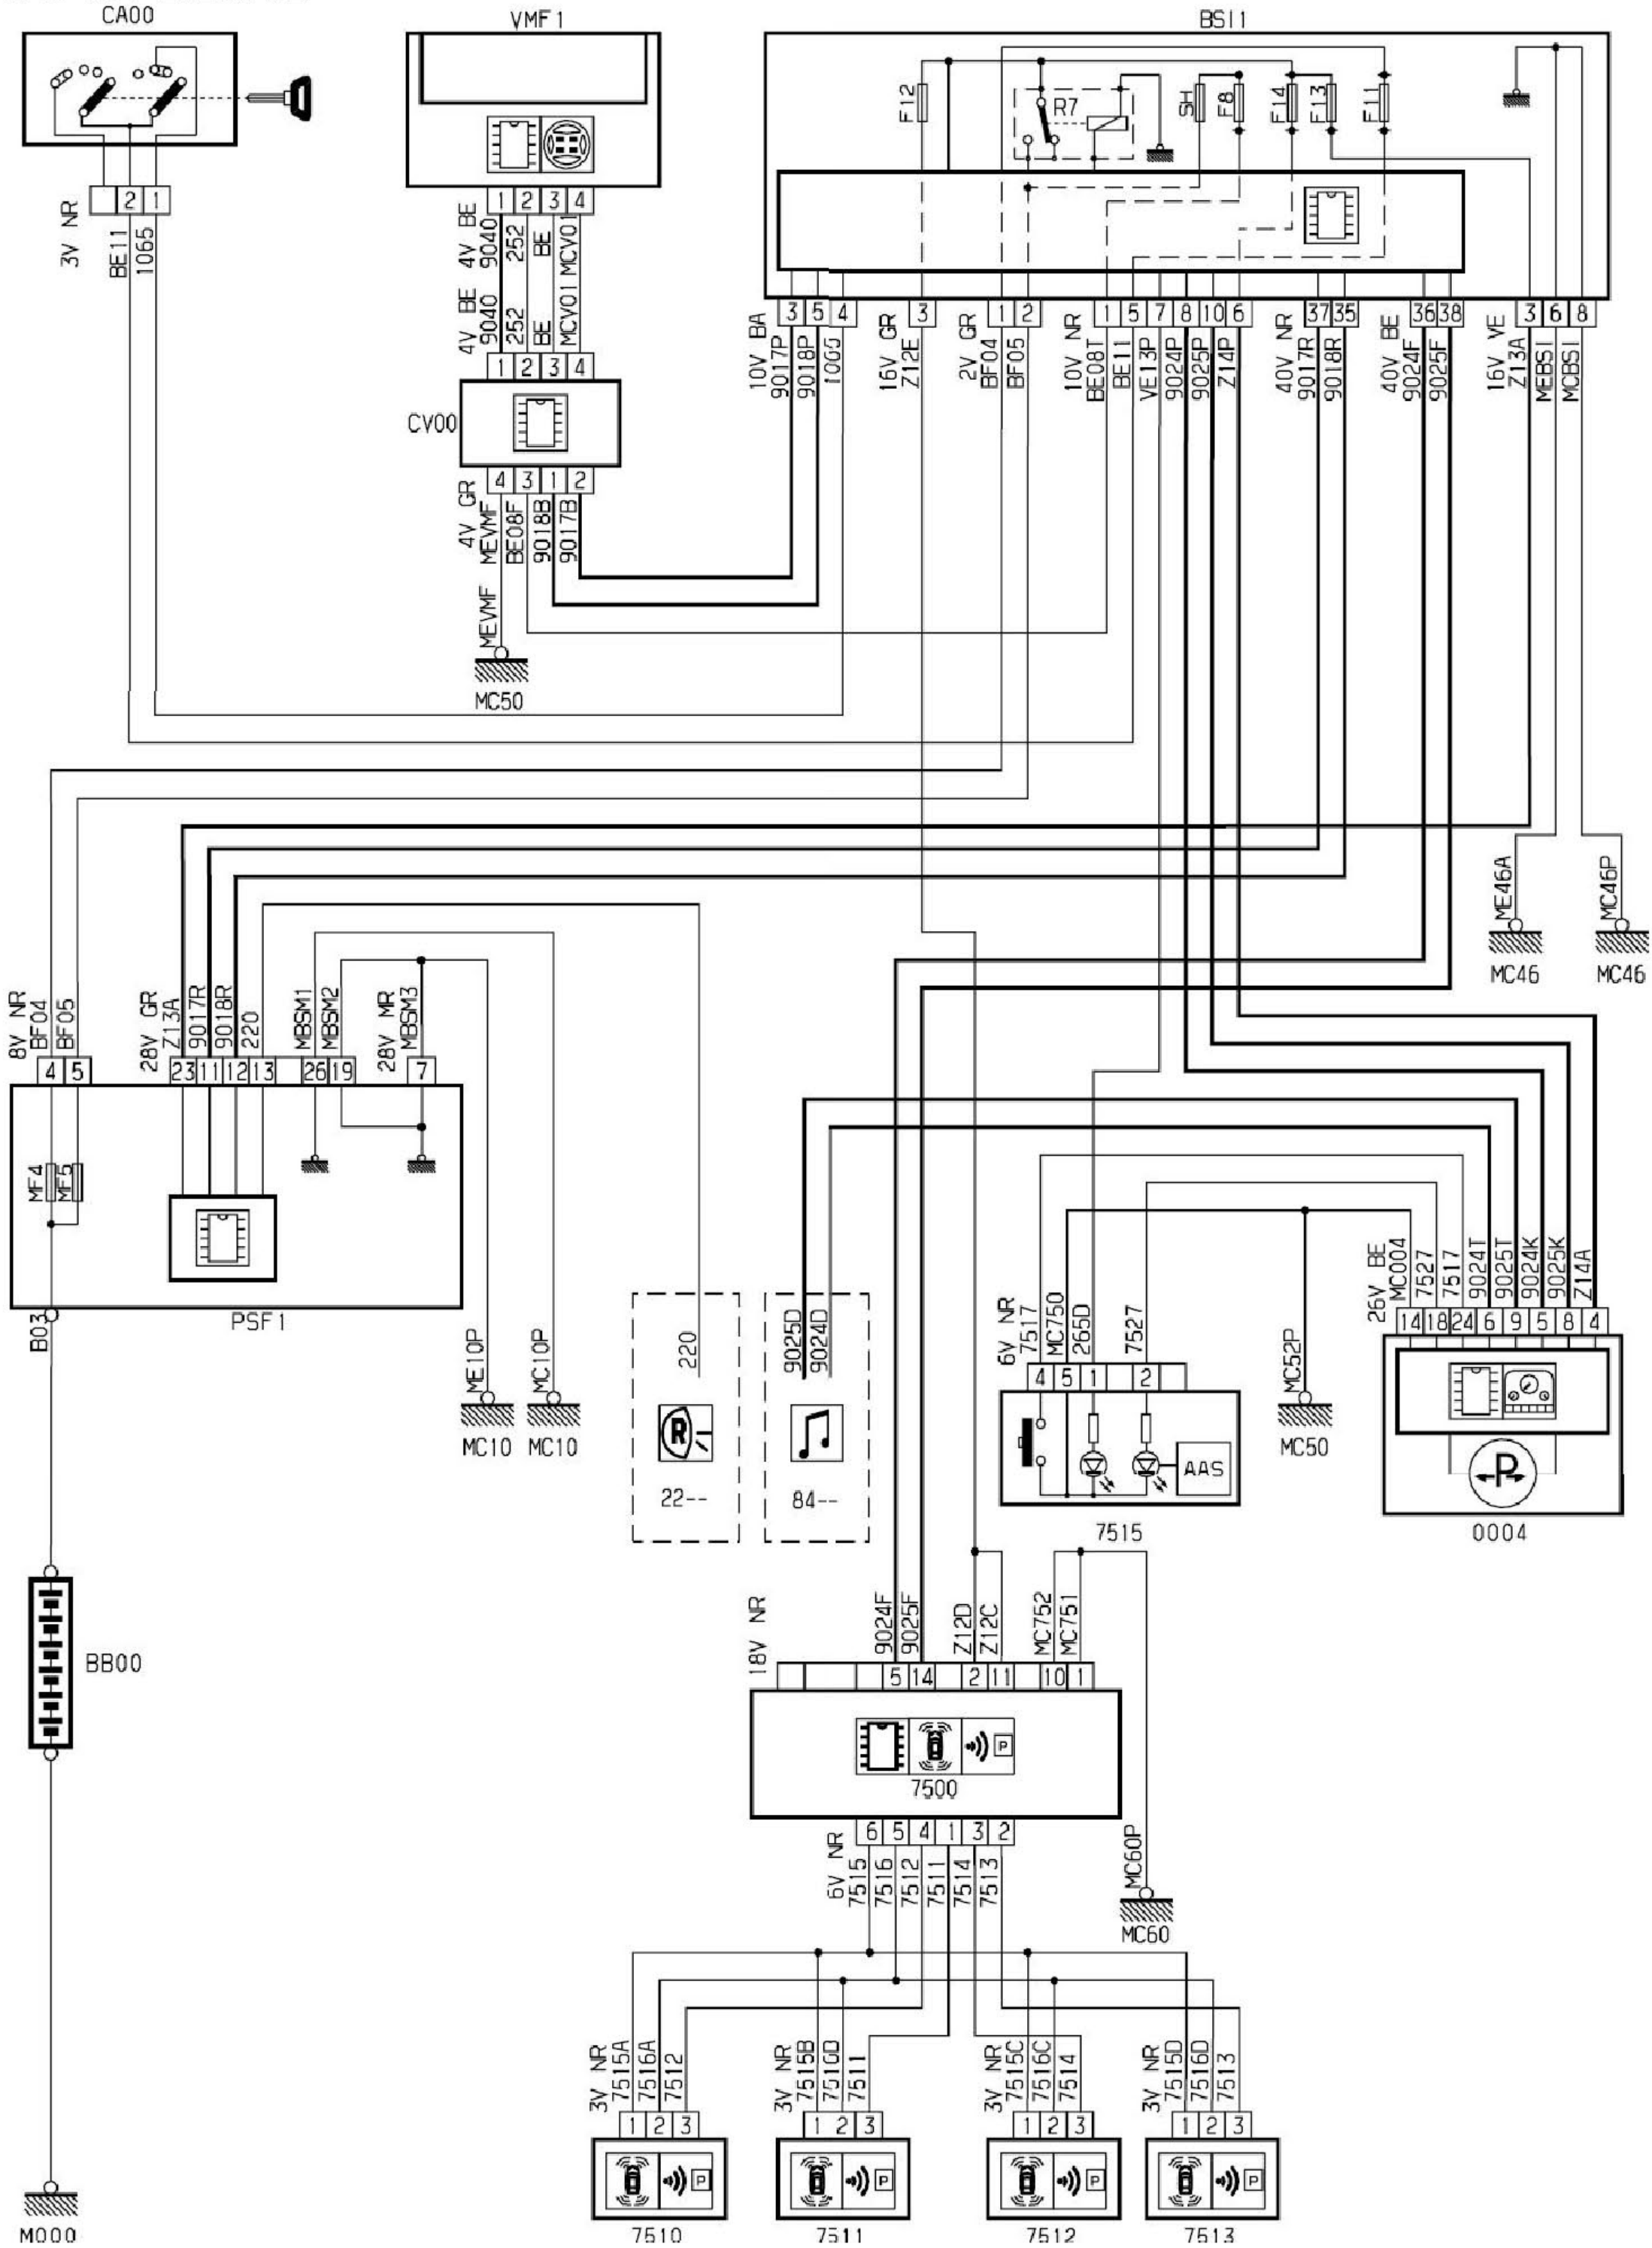 CA00
VMF1
BSI1
F12
R7
SH
F8
F14
F13
F11
3V NR
2 1
BE11
1065
1 2 3 4
4V BE
9040
252
BE
MCV01
4V BE
9040
252
BE
MCV01
1 2 3 4
CV00
4 3 1 2
4V GR
MEVMF
BE08F
9018B
9017B
MEVMF
MC50
3 5 4
10V BA
9017P
9018P
3
16V GR
Z12E
1 2
2V GR
BF04
BF05
1 5 7 8 10 6
10V NR
BE08T
BE11
VE13P
9024P
9025P
Z14P
37 35
40V NR
9017R
9018R
36 38
40V BE
9024F
9025F
3 6 8
16V VE
Z13A
MEBSI
MCBSI
ME46A
MC46P
MC46
MC46
8V NR
BF04
BF05
4 5
28V GR
Z13A
9017R
9018R
220
MBSM1
MBSM2
23 11 12 13 26 19
28V MR
MBSM3
7
MF4
MF5
PSF1
B03
ME10P
MC10P
MC10
MC10
220
R
22--
9025D
9024D
84--
6V NR
7517
MC750
265D
7527
4 5 1 2
AAS
7515
MC52P
MC50
26V BE
MC004
7527
7517
9024T
9025T
9024K
9025K
Z14A
14 18 24 6 9 5 8 4
P
0004
BB00
M000
18V NR
9024F
9025F
Z12D
Z12C
MC752
MC751
5 14 2 11 10 1
P
7500
6 5 4 1 3 2
6V NR
7515
7516
7512
7511
7514
7513
MC60P
MC60
3V NR
7515A
7516A
7512
1 2 3
P
7510
3V NR
7515B
7511
1 2 3
P
7511
3V NR
7515C
7516C
7514
1 2 3
P
7512
3V NR
7515D
7516D
7513
1 2 3
P
7513